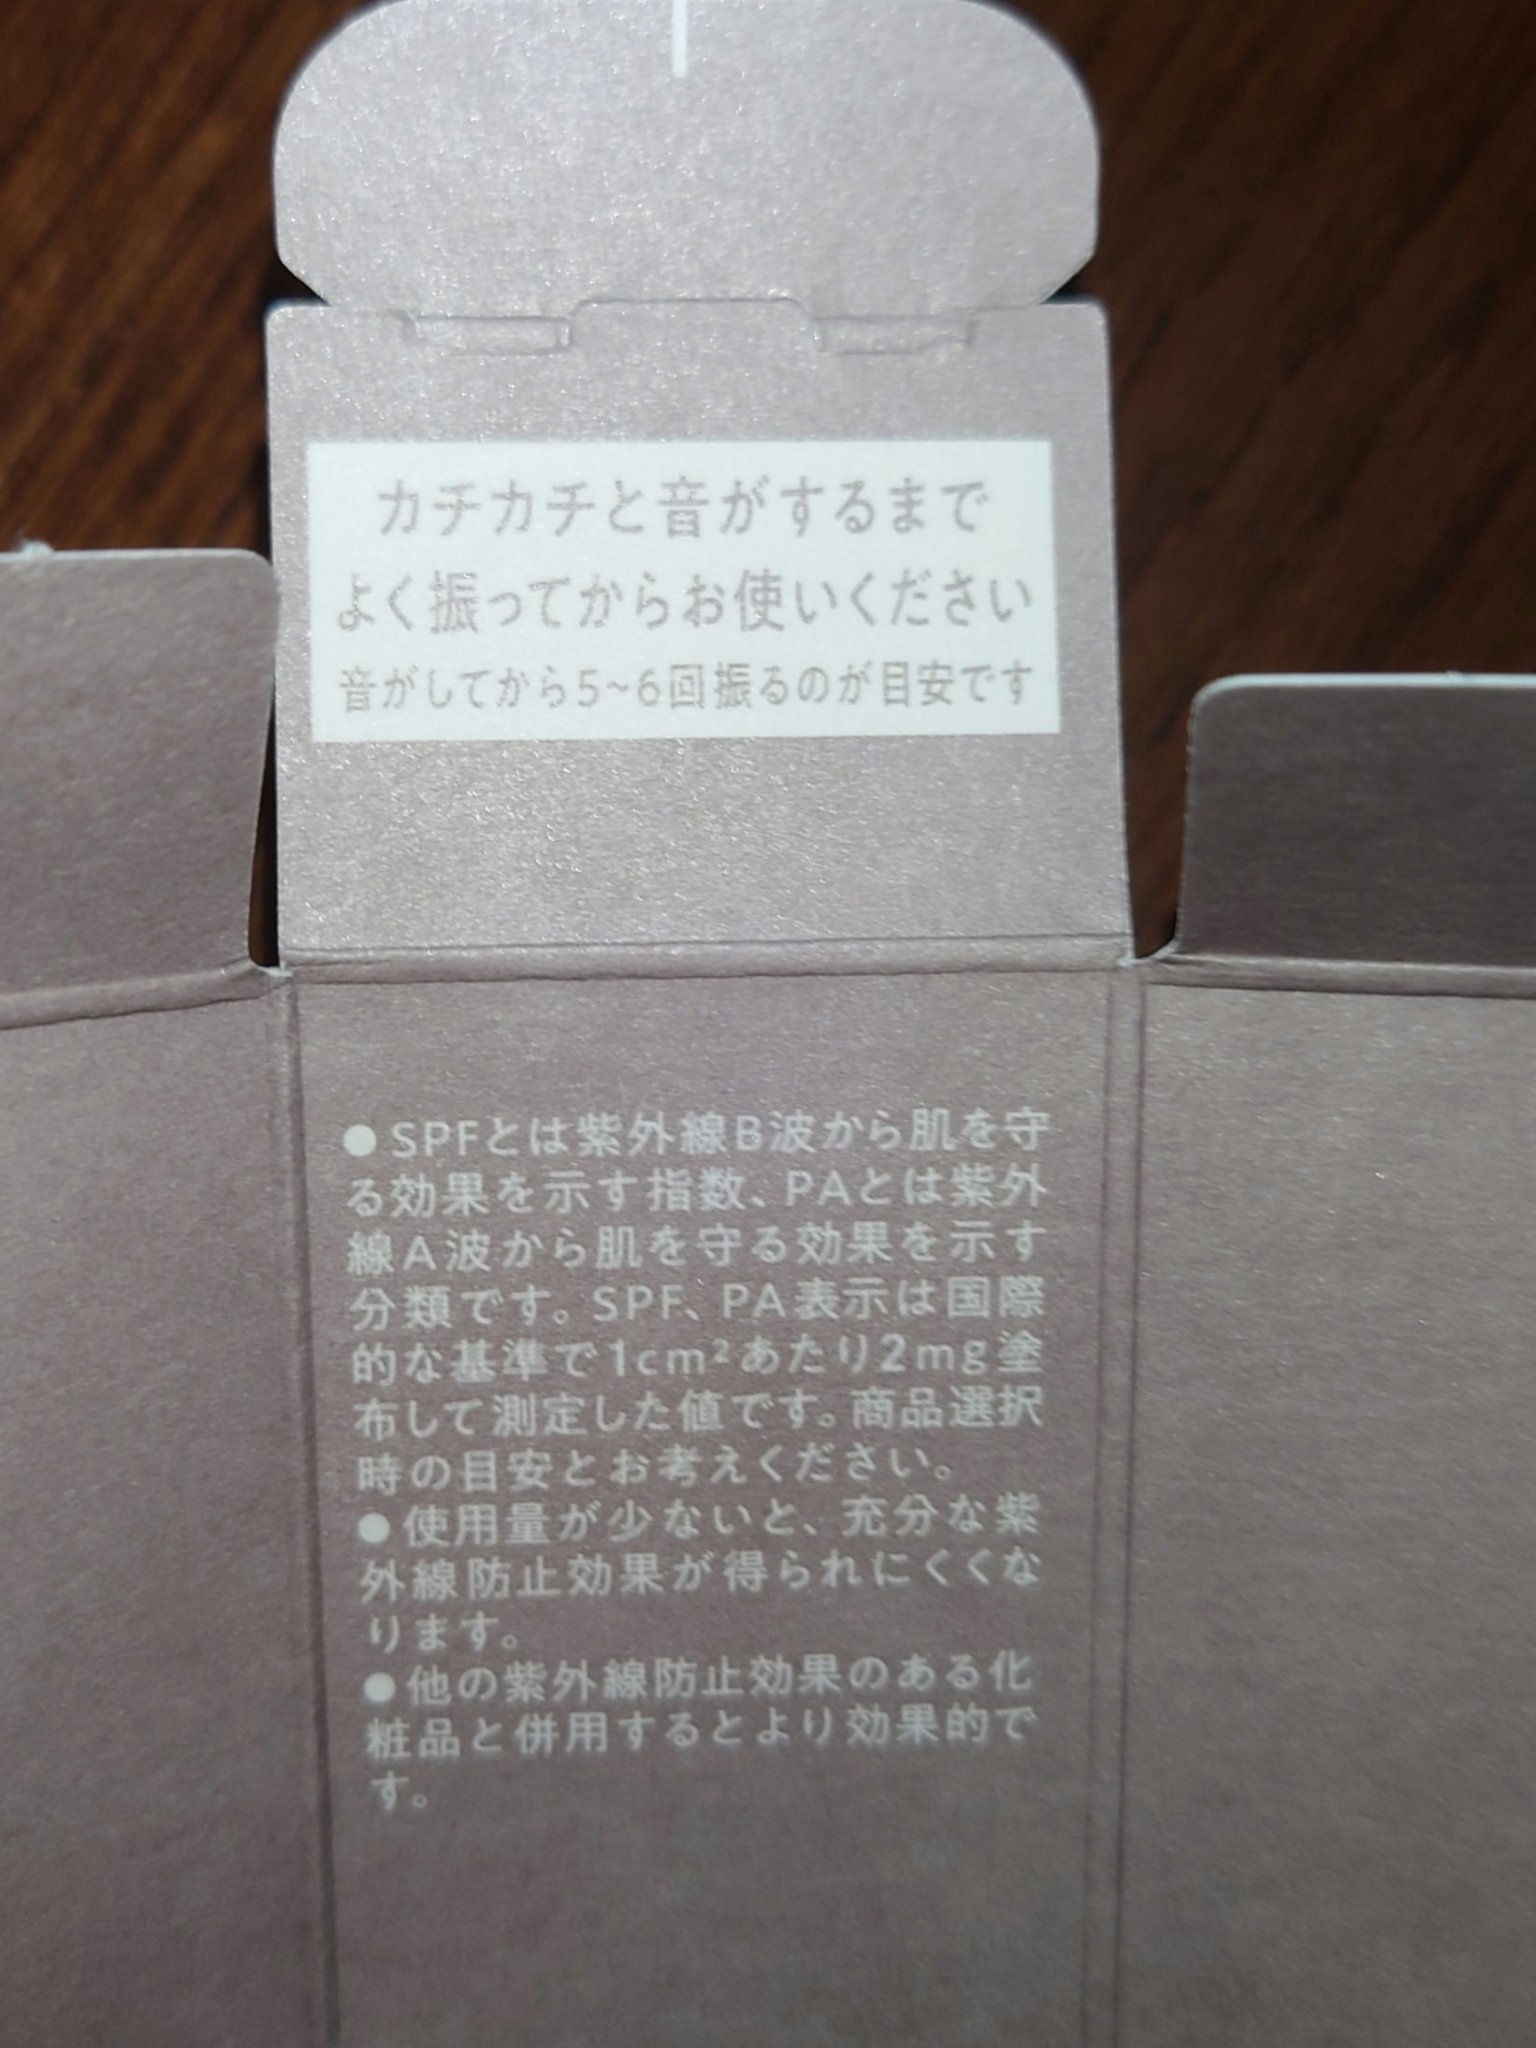 カチカチと音がするまで
よく振ってからお使いください
音がしてから5~6回振るのが目安です
●SPFとは紫外線B波から肌を守
る効果を示す指数、PAとは紫外
線A波から肌を守る効果を示す
分類です。SPF、PA表示は国際
的な基準で1cm²あたり2mg塗
布して測定した値です。商品選択
時の目安とお考えください。
●使用量が少ないと、充分な紫
外線防止効果が得られにくくな
ります。
●他の紫外線防止効果のある化
粧品と併用するとより効果的で
す。